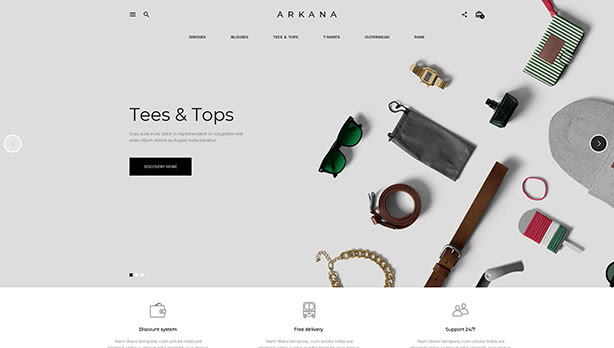 ARKANA
DRESSES BLOUSES TEE & TOPS T-SHIRTS OUTERWEAR PANS
Tees & Tops
Duis aute irure dolor in reprehenderit in voluptate velit
esse cillum dolore eu fugiat nulla pariatur.
DISCOVERY MORE
Discount system Free delivery Support 24/7
Nam libero tempore, cum soluta nobis est Nam libero tempore, cum soluta nobis est Nam libero tempore, cum soluta nobis est